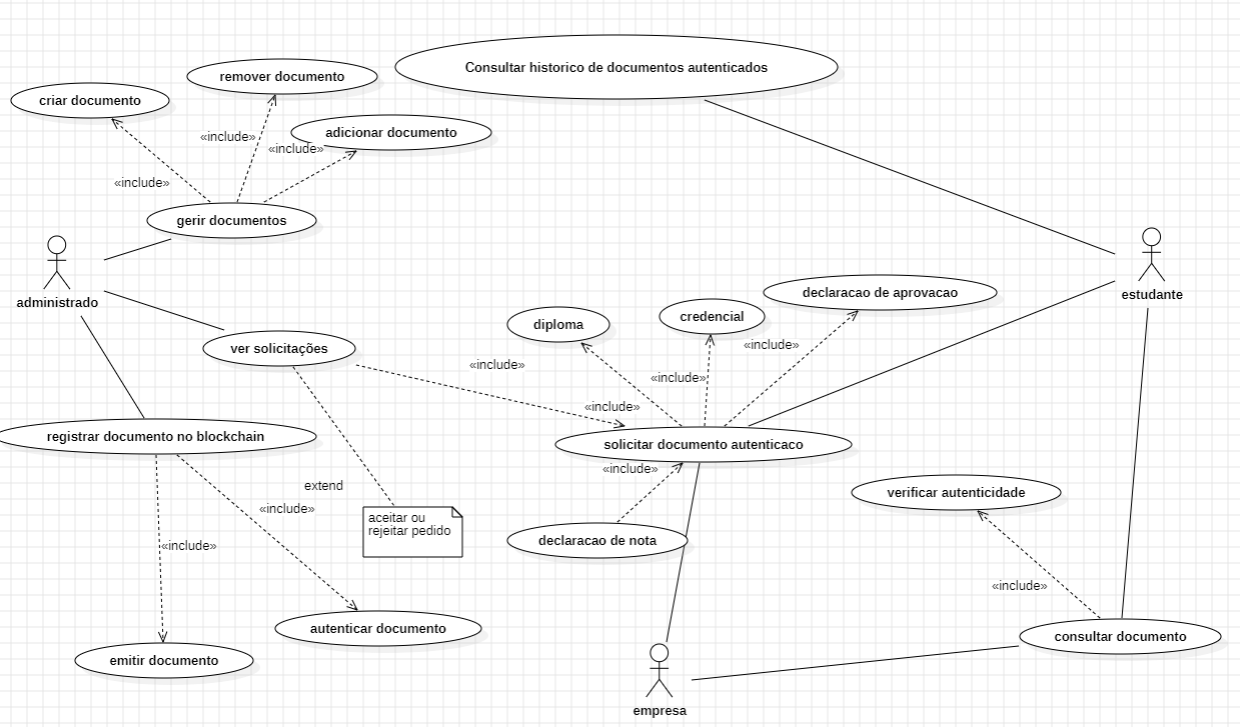 Consultar historico de documentos autenticados
remover documento
criar documento
adicionar documento
«include»
«include»
«include»
gerir documentos
administrado
estudante
declaracao de aprovacao
credencial
diploma
ver solicitações
«include»
«include»
«include»
«include»
registrar documento no blockchain
solicitar documento autenticaco
«include»
extend
«include»
aceitar ou
rejeitar pedido
verificar autenticidade
declaracao de nota
«include»
«include»
autenticar documento
consultar documento
emitir documento
empresa